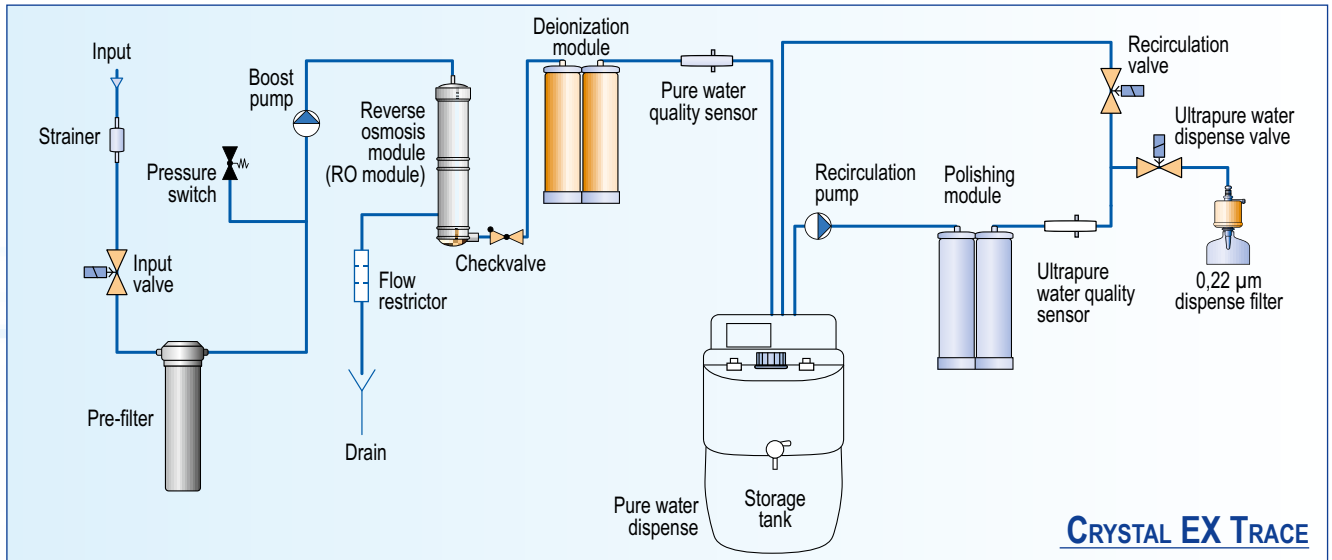 Input
Strainer
Input
valve
Pre-filter
Pressure
switch
Boost
pump
Reverse
osmosis
module
(RO module)
Flow
restrictor
Drain
Checkvalve
Deionization
module
Pure water
quality sensor
Pure water
dispense
Storage
tank
Recirculation
pump
Polishing
module
Ultrapure
water quality
sensor
Recirculation
valve
Ultrapure water
dispense valve
0,22 µm
dispense filter
CRYSTAL EX TRACE